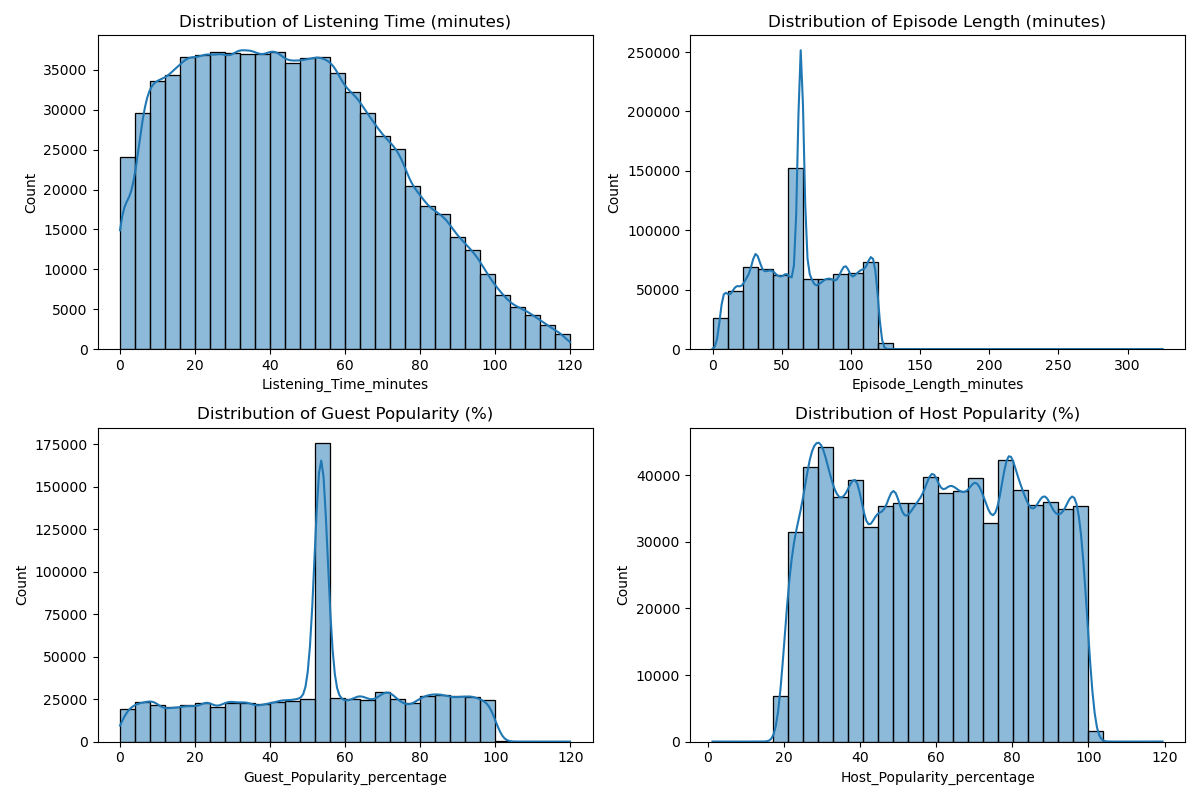 Distribution of Listening Time (minutes)
Count
35000
30000
25000
20000
15000
10000
5000
0
0 20 40 60 80 100 120
Listening_Time_minutes
Distribution of Episode Length (minutes)
Count
250000
200000
150000
100000
50000
0
0 50 100 150 200 250 300
Episode_Length_minutes
Distribution of Guest Popularity (%)
Count
175000
150000
125000
100000
75000
50000
25000
0
0 20 40 60 80 100 120
Guest_Popularity_percentage
Distribution of Host Popularity (%)
Count
40000
30000
20000
10000
0
0 20 40 60 80 100 120
Host_Popularity_percentage